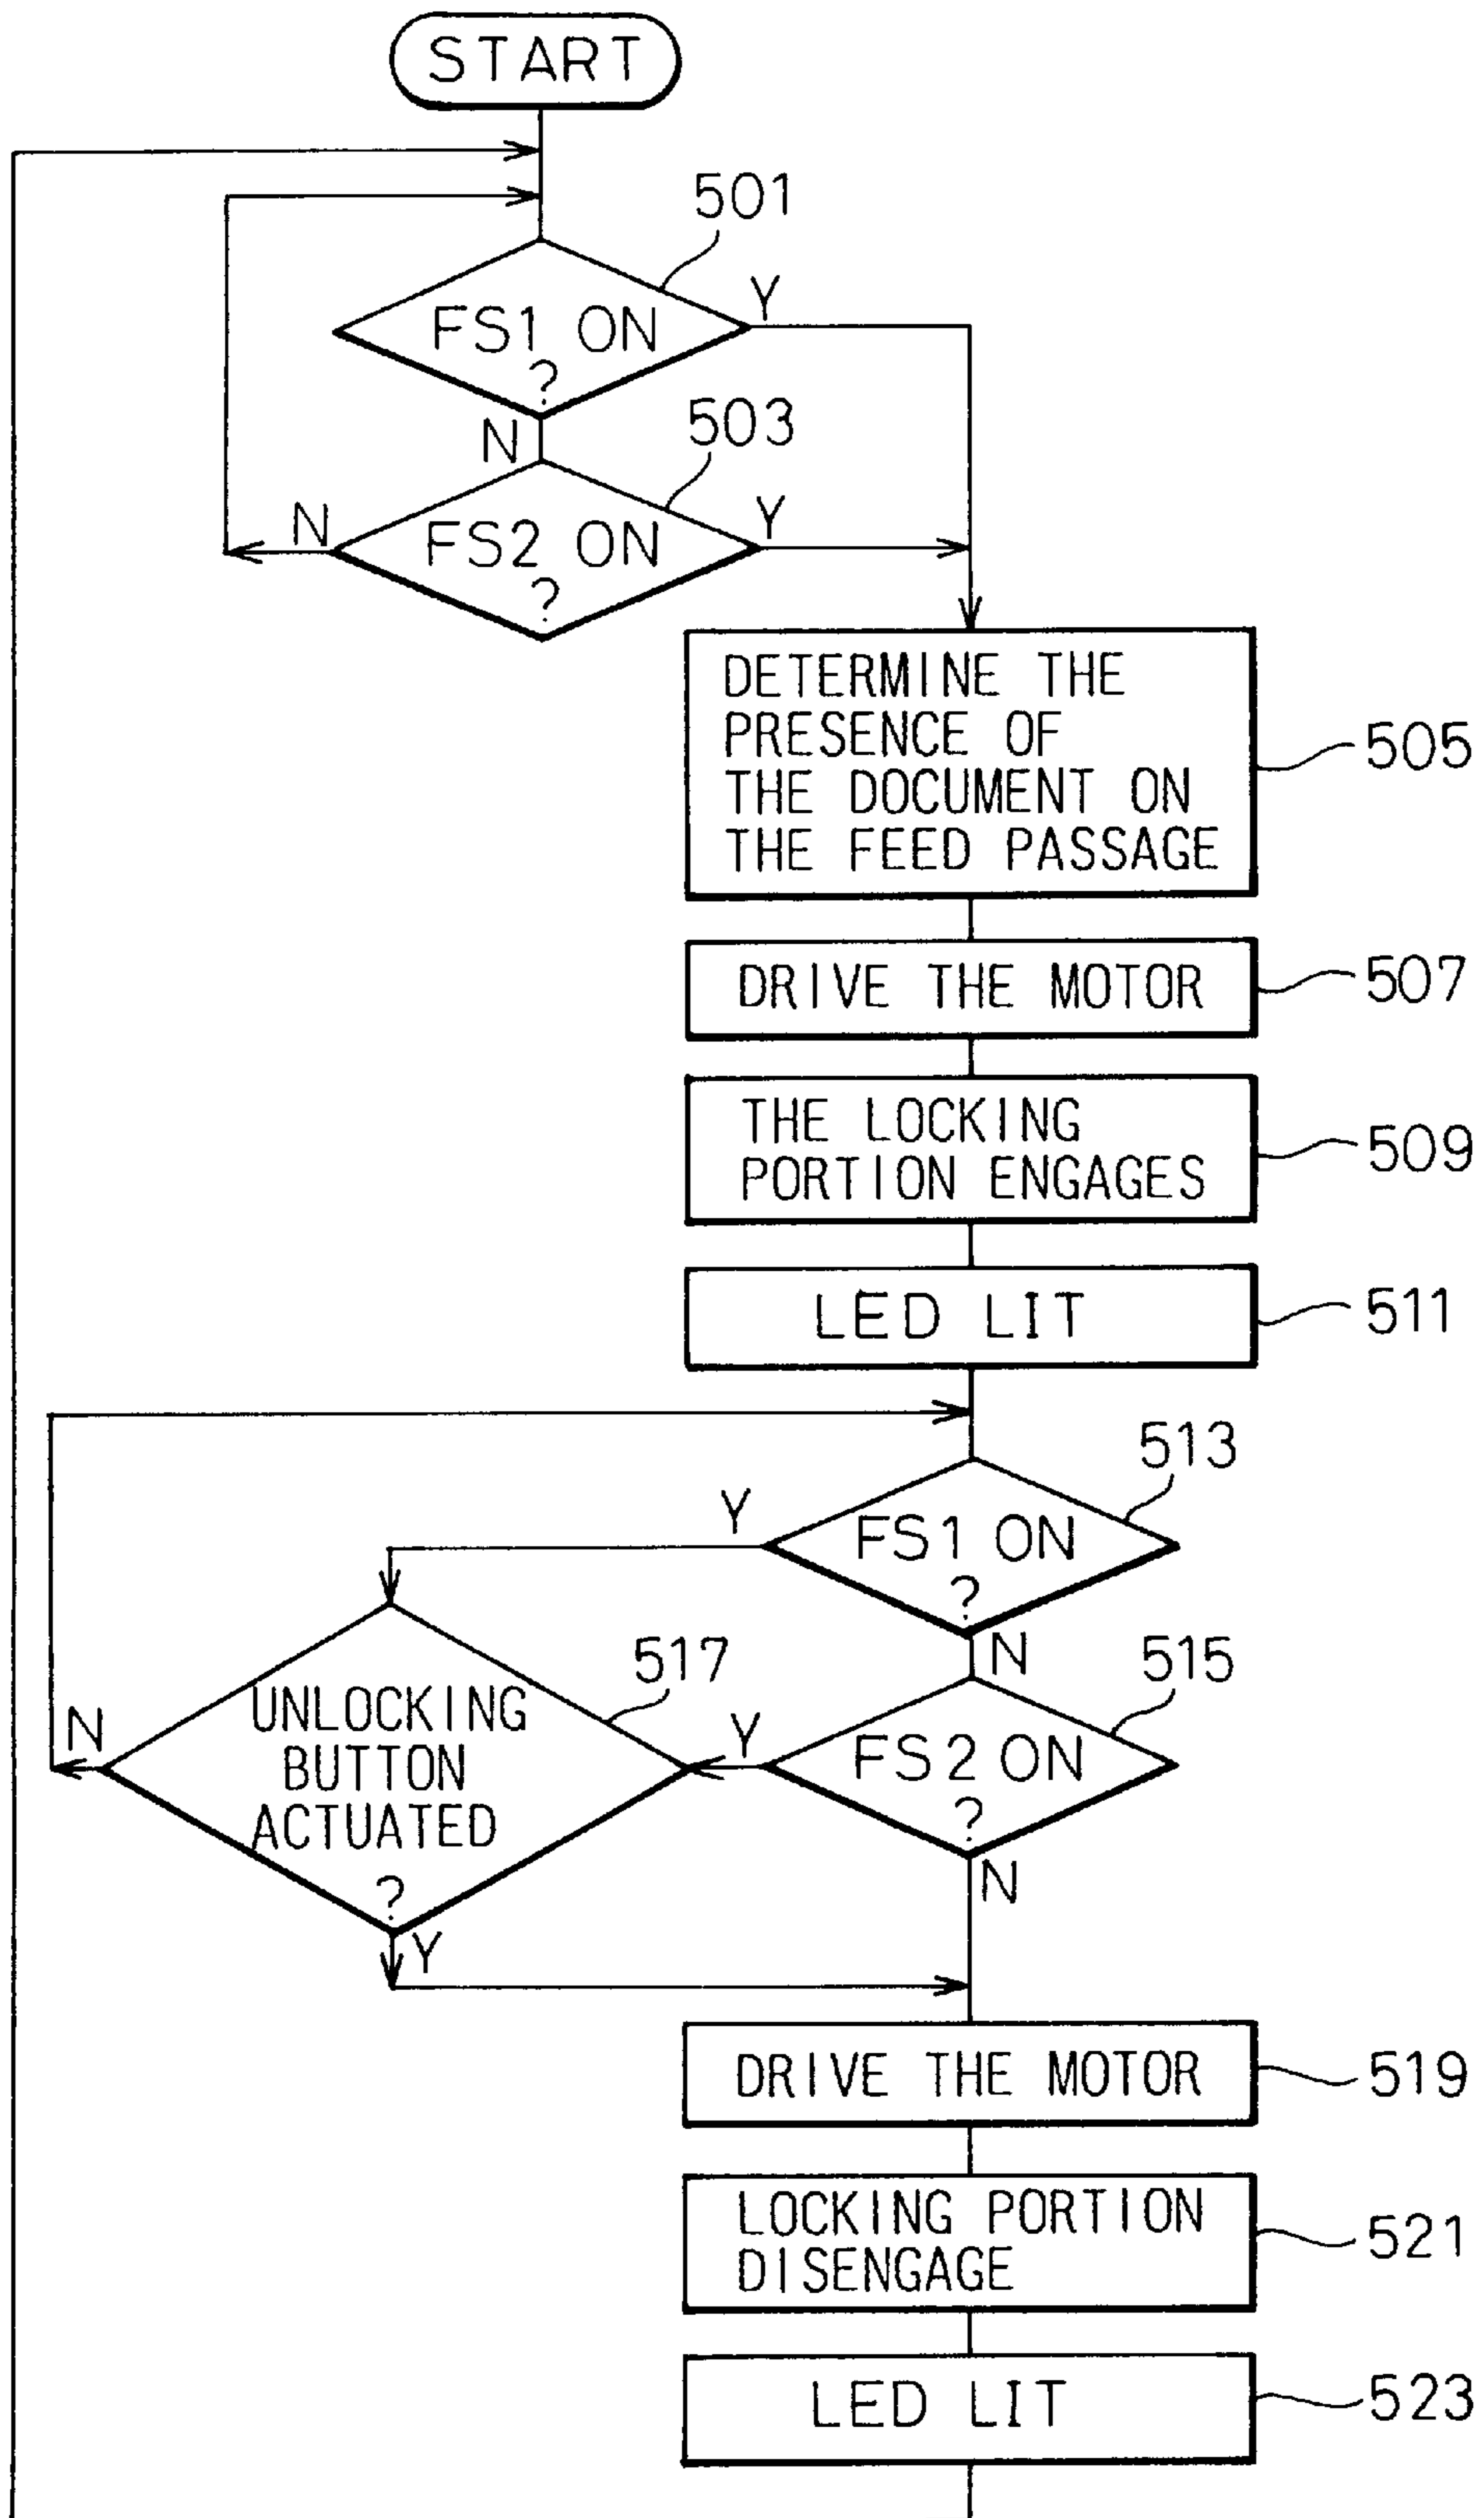 START
501
FS1 ON
?
Y
N
503
FS2 ON
?
Y
N
DETERMINE THE
PRESENCE OF
THE DOCUMENT ON
THE FEED PASSAGE
505
DRIVE THE MOTOR
507
THE LOCKING
PORTION ENGAGES
509
LED LIT
511
513
FS1 ON
?
Y
N
515
FS2 ON
?
Y
N
517
UNLOCKING
BUTTON
ACTUATED
?
N
Y
DRIVE THE MOTOR
519
LOCKING PORTION
DISENGAGE
521
LED LIT
523